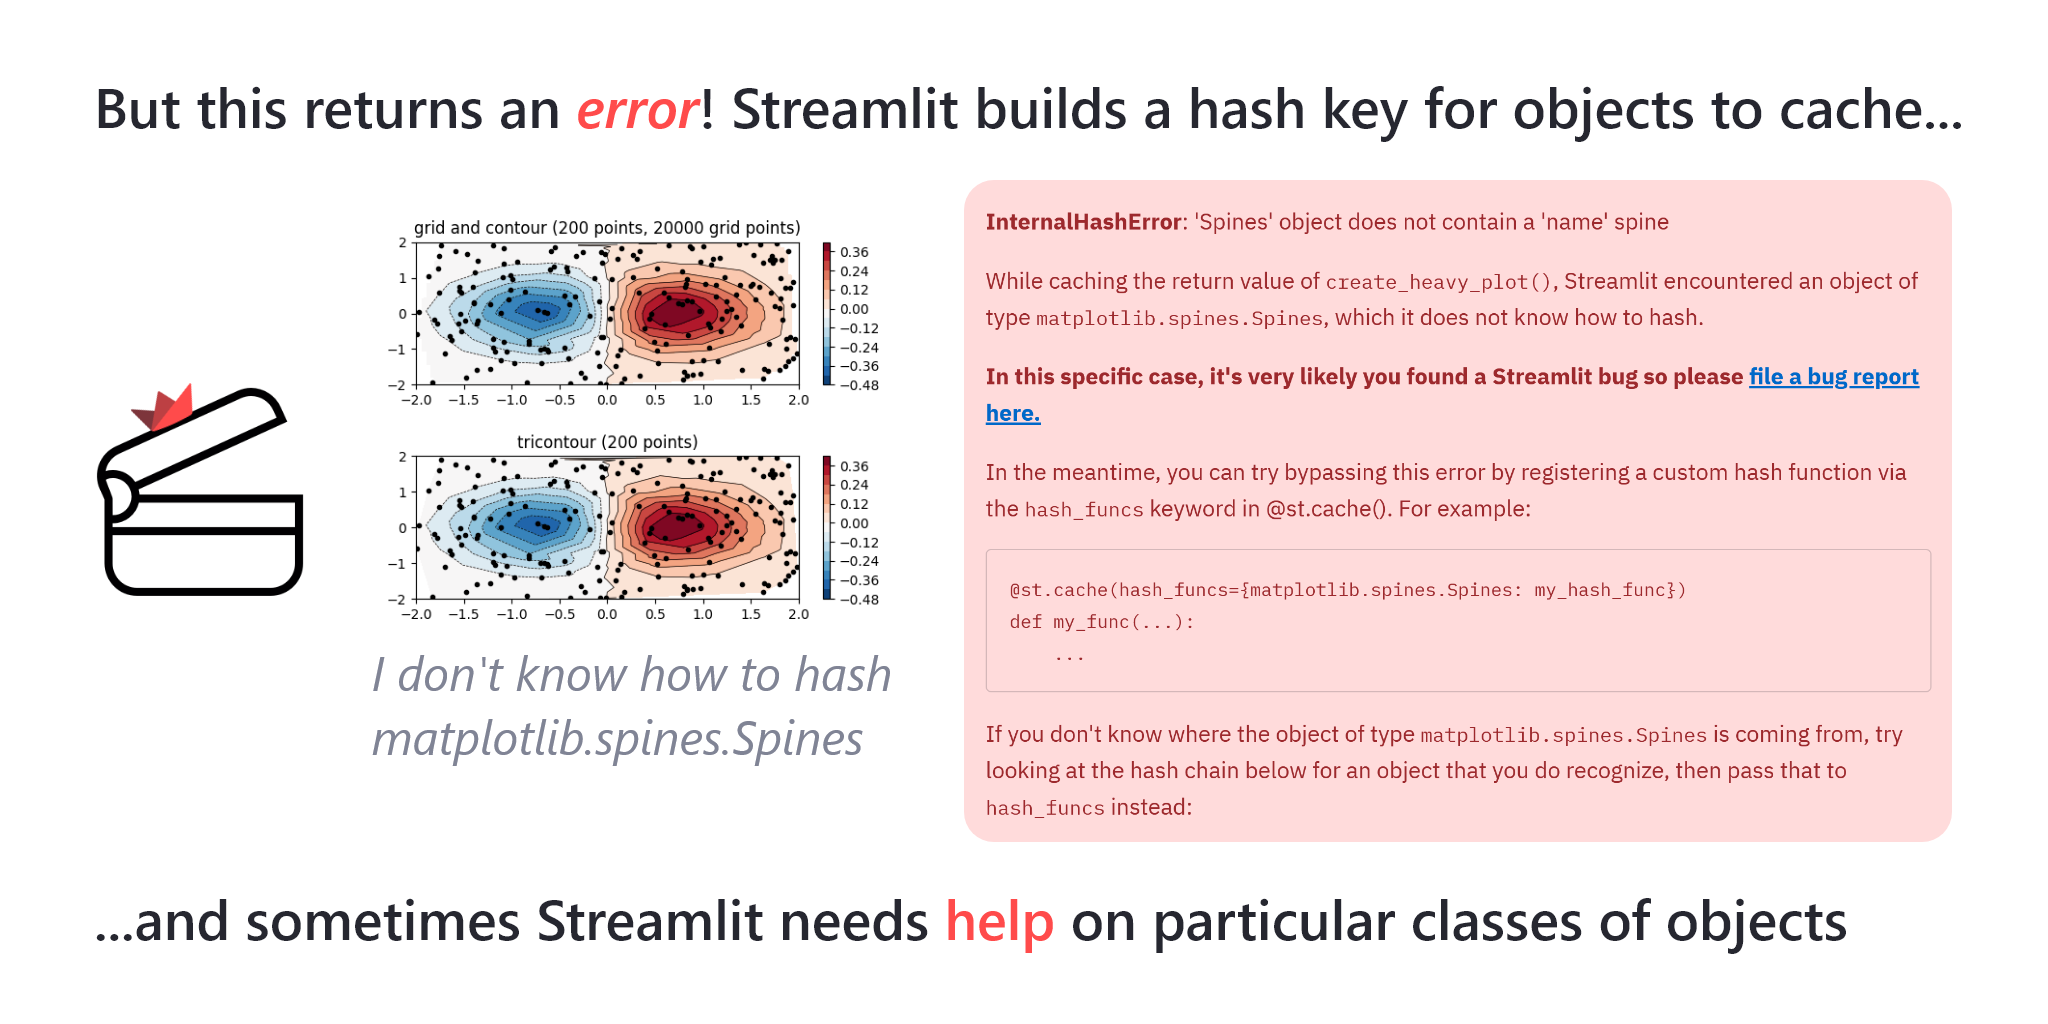 But this returns an error! Streamlit builds a hash key for objects to cache...
grid and contour (200 points, 20000 grid points)
2
1
0
−1
−2
−2.0 −1.5 −1.0 −0.5 0.0 0.5 1.0 1.5 2.0
0.36
0.24
0.12
0.00
−0.12
−0.24
−0.36
−0.48
tricontour (200 points)
2
1
0
−1
−2
−2.0 −1.5 −1.0 −0.5 0.0 0.5 1.0 1.5 2.0
0.36
0.24
0.12
0.00
−0.12
−0.24
−0.36
−0.48
I don't know how to hash
matplotlib.spines.Spines
InternalHashError: 'Spines' object does not contain a 'name' spine
While caching the return value of create_heavy_plot(), Streamlit encountered an object of
type matplotlib.spines.Spines, which it does not know how to hash.
In this specific case, it's very likely you found a Streamlit bug so please file a bug report
here.
In the meantime, you can try bypassing this error by registering a custom hash function via
the hash_funcs keyword in @st.cache(). For example:
@st.cache(hash_funcs={matplotlib.spines.Spines: my_hash_func})
def my_func(...):
    ...
If you don't know where the object of type matplotlib.spines.Spines is coming from, try
looking at the hash chain below for an object that you do recognize, then pass that to
hash_funcs instead:
...and sometimes Streamlit needs help on particular classes of objects